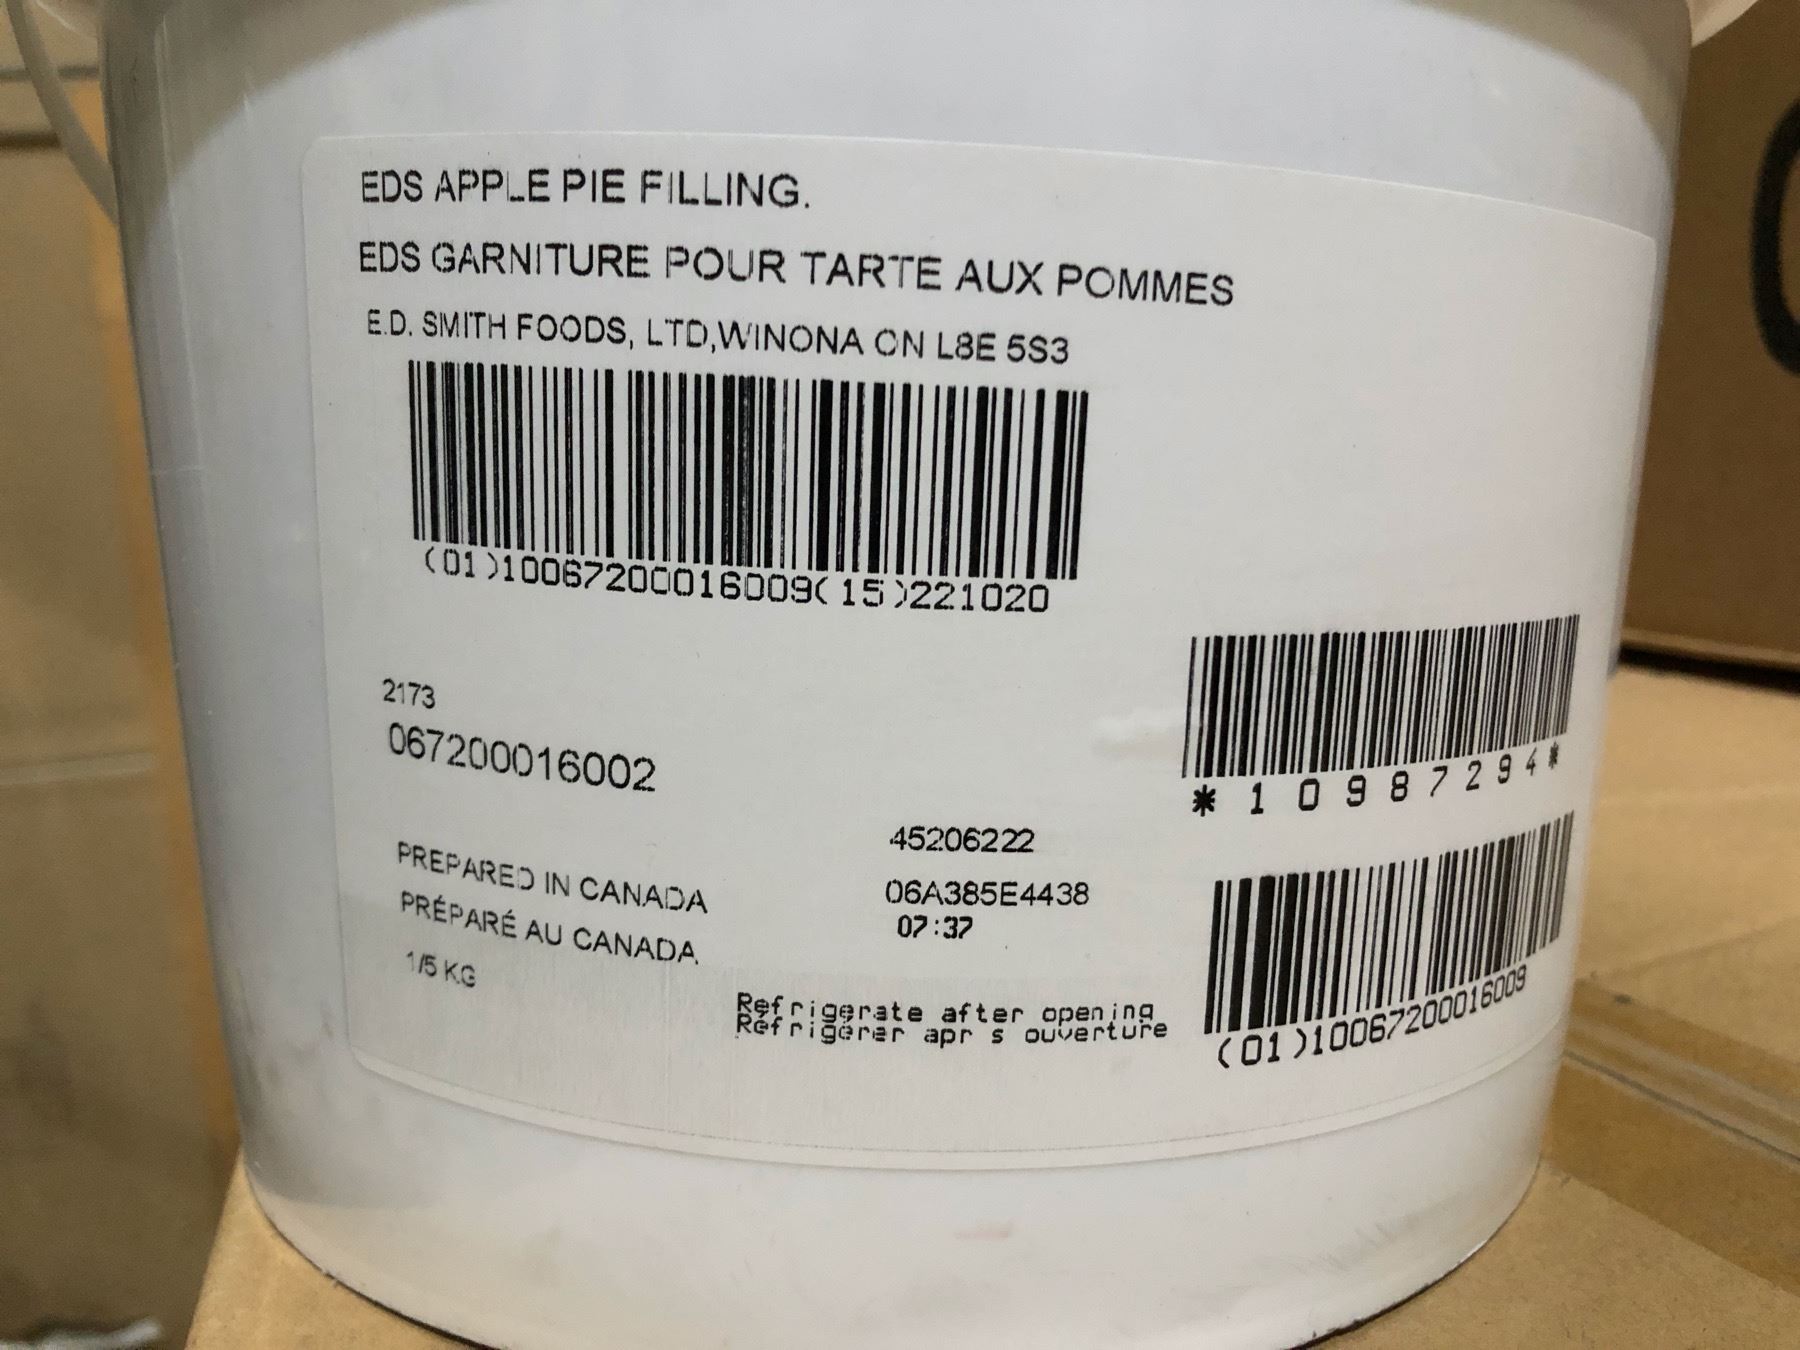 EDS APPLE PIE FILLING.
EDS GARNITURE POUR TARTE AUX POMMES
E.D. SMITH FOODS, LTD,WINONA ON L8E 5S3
(01)10067200016009(15)221020
2173
067200016002
*10987294*
45206222
06A385E4438
07:37
PREPARED IN CANADA
PRÉPARÉ AU CANADA
1/5 KG
Refrigerate after opening
Réfrigérer apr s ouverture
(01)10067200016009